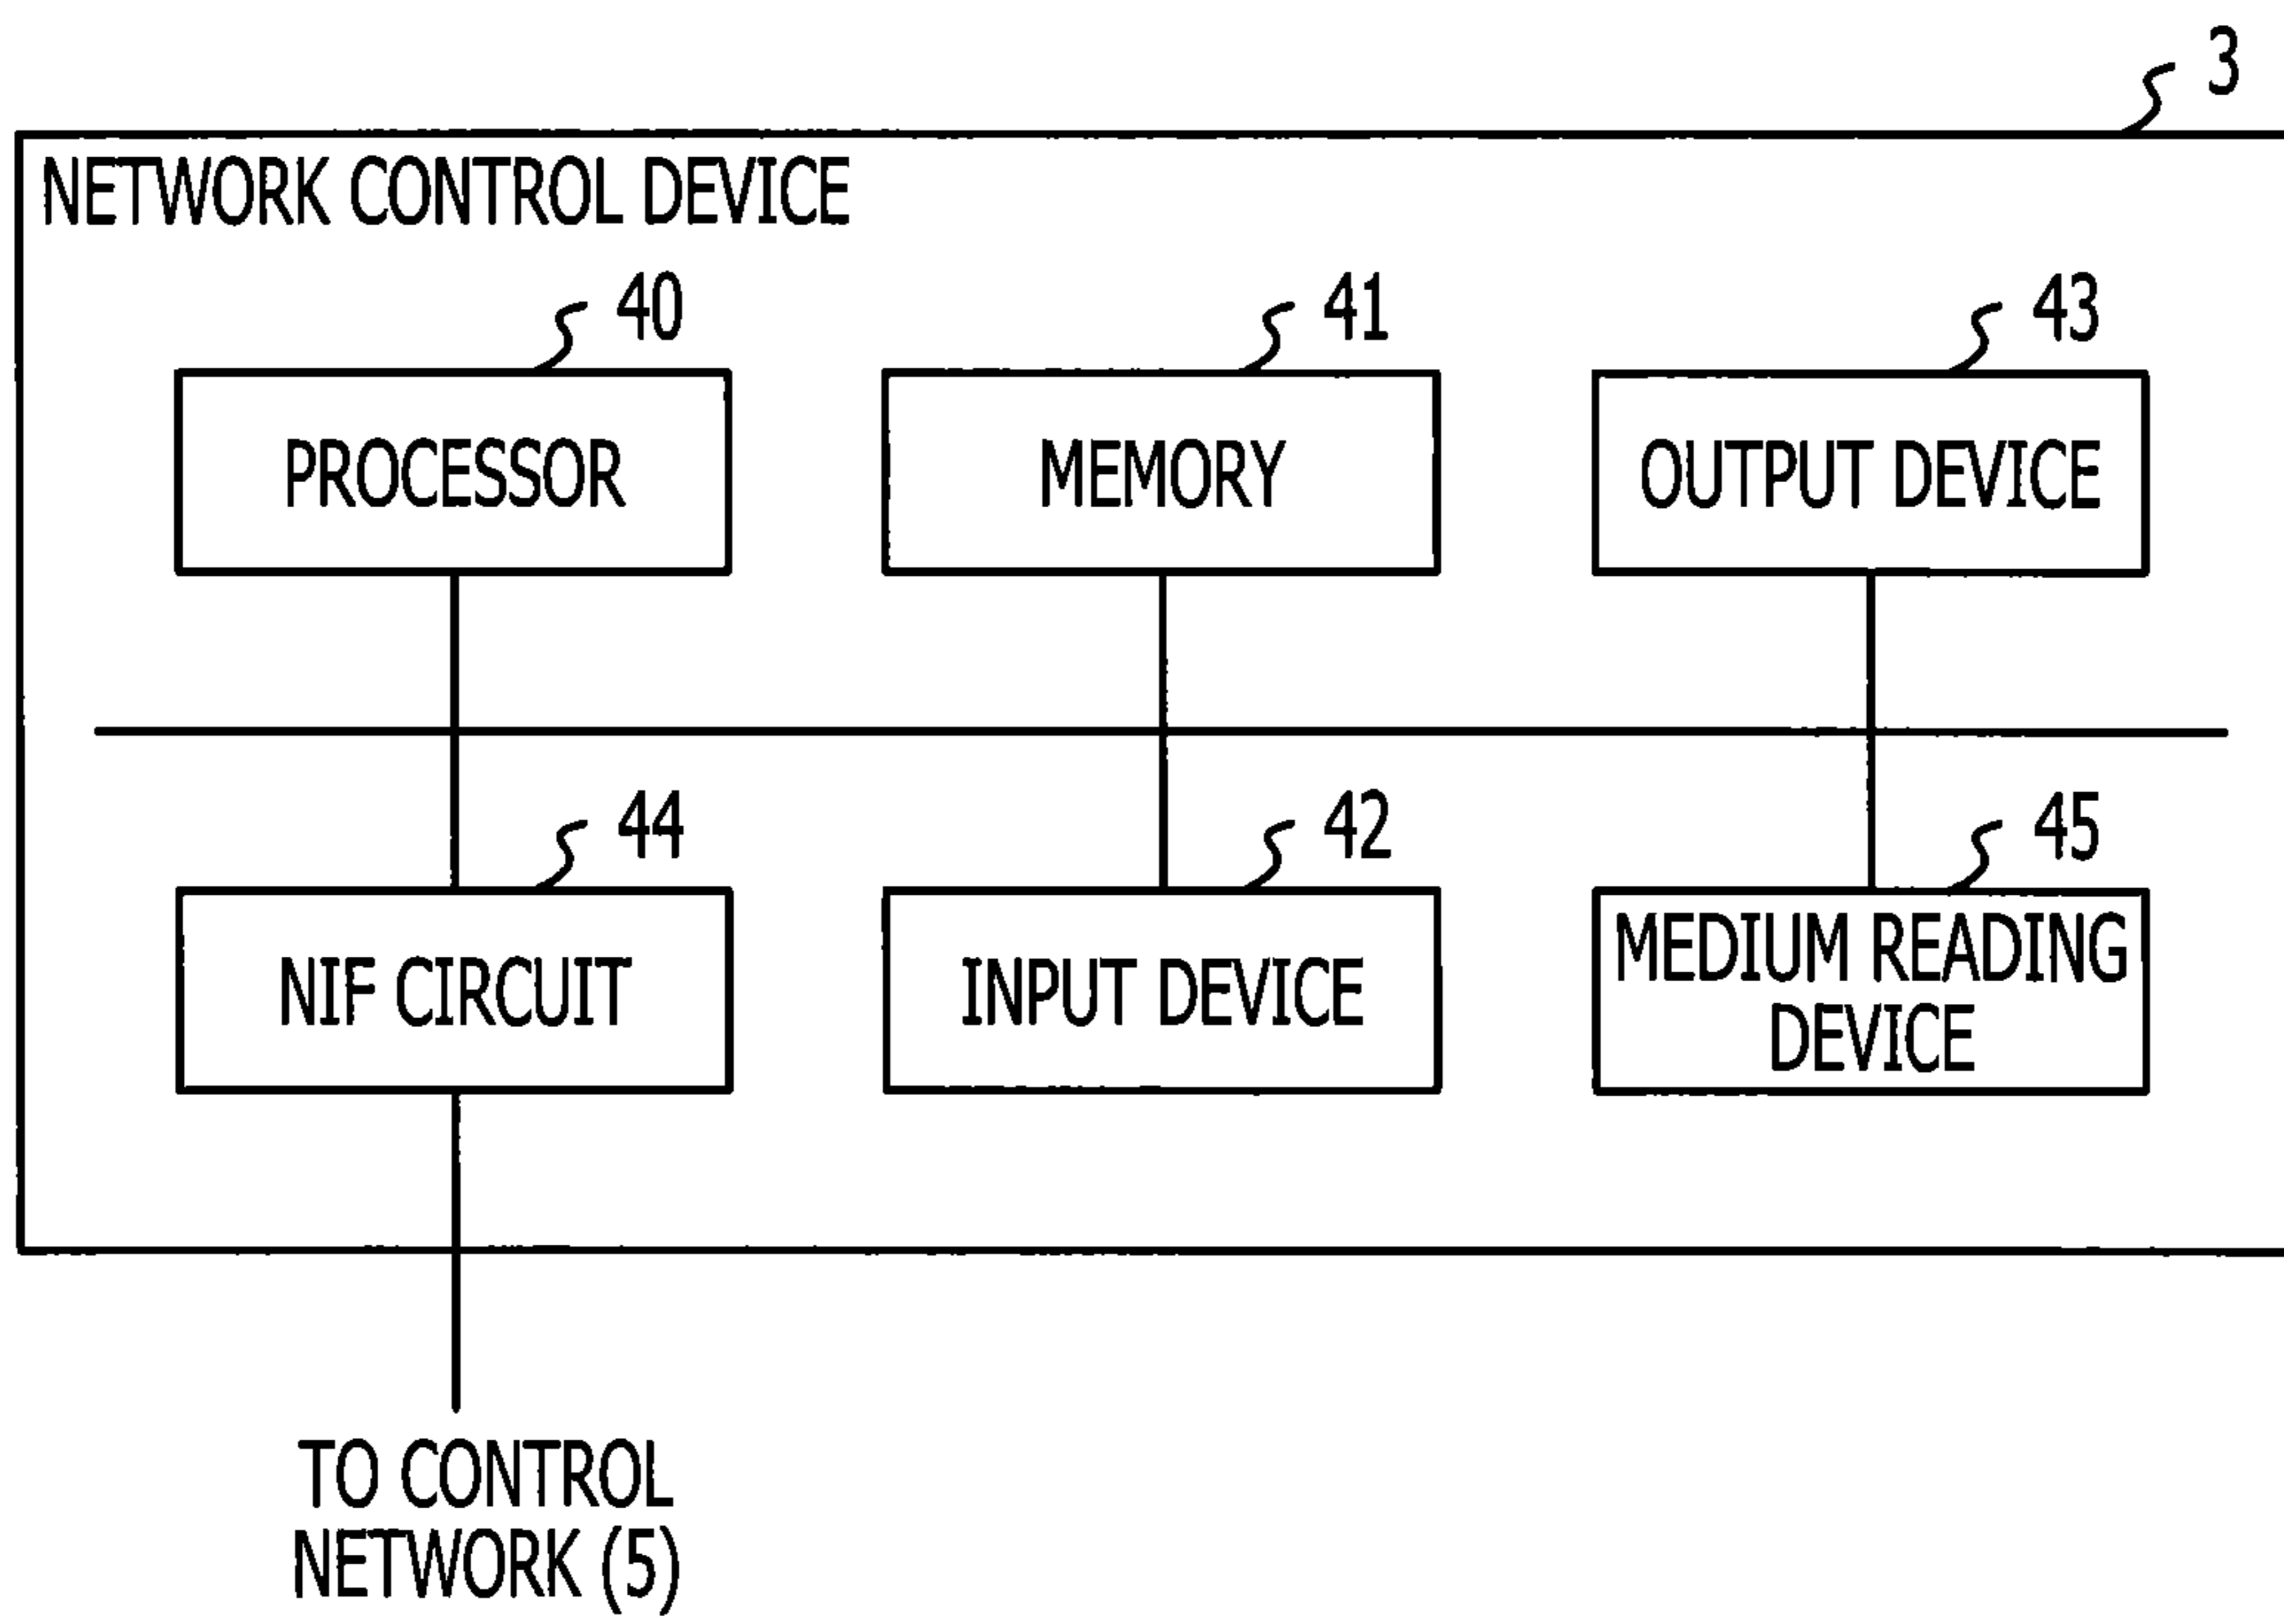 3
NETWORK CONTROL DEVICE
40
41
43
PROCESSOR
MEMORY
OUTPUT DEVICE
44
42
45
NIF CIRCUIT
INPUT DEVICE
MEDIUM READING
DEVICE
TO CONTROL
NETWORK (5)